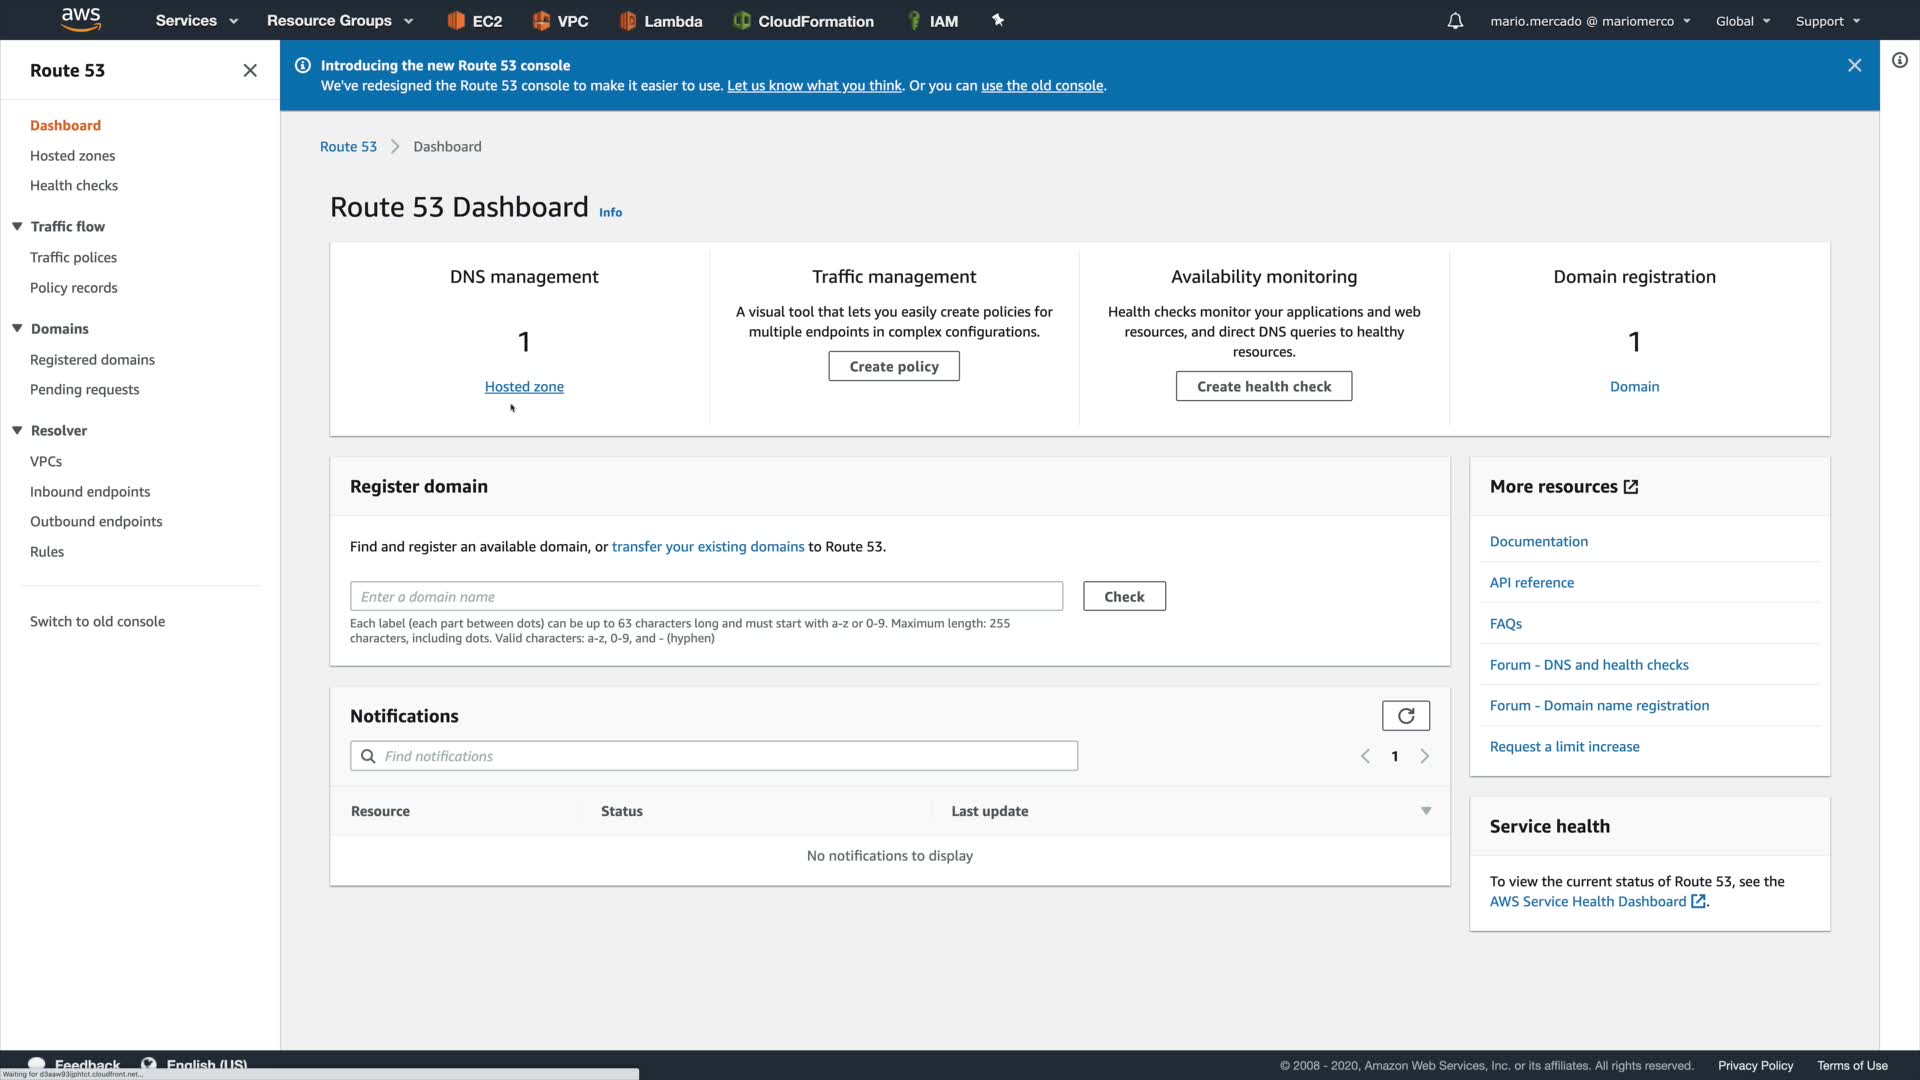 aws
Services
Resource Groups
EC2
VPC
Lambda
CloudFormation
IAM
mario.mercado @ mariomerco
Global
Support
Route 53
Dashboard
Hosted zones
Health checks
Traffic flow
Traffic polices
Policy records
Domains
Registered domains
Pending requests
Resolver
VPCs
Inbound endpoints
Outbound endpoints
Rules
Switch to old console
Introducing the new Route 53 console
We've redesigned the Route 53 console to make it easier to use. Let us know what you think. Or you can use the old console.
Route 53 > Dashboard
Route 53 Dashboard Info
DNS management
1
Hosted zone
Traffic management
A visual tool that lets you easily create policies for
multiple endpoints in complex configurations.
Create policy
Availability monitoring
Health checks monitor your applications and web
resources, and direct DNS queries to healthy
resources.
Create health check
Domain registration
1
Domain
Register domain
Find and register an available domain, or transfer your existing domains to Route 53.
Enter a domain name
Check
Each label (each part between dots) can be up to 63 characters long and must start with a-z or 0-9. Maximum length: 255
characters, including dots. Valid characters: a-z, 0-9, and - (hyphen)
Notifications
Find notifications
1
Resource
Status
Last update
No notifications to display
More resources
Documentation
API reference
FAQs
Forum - DNS and health checks
Forum - Domain name registration
Request a limit increase
Service health
To view the current status of Route 53, see the
AWS Service Health Dashboard.
Feedback
English (US)
© 2008 - 2020, Amazon Web Services, Inc. or its affiliates. All rights reserved.
Privacy Policy
Terms of Use